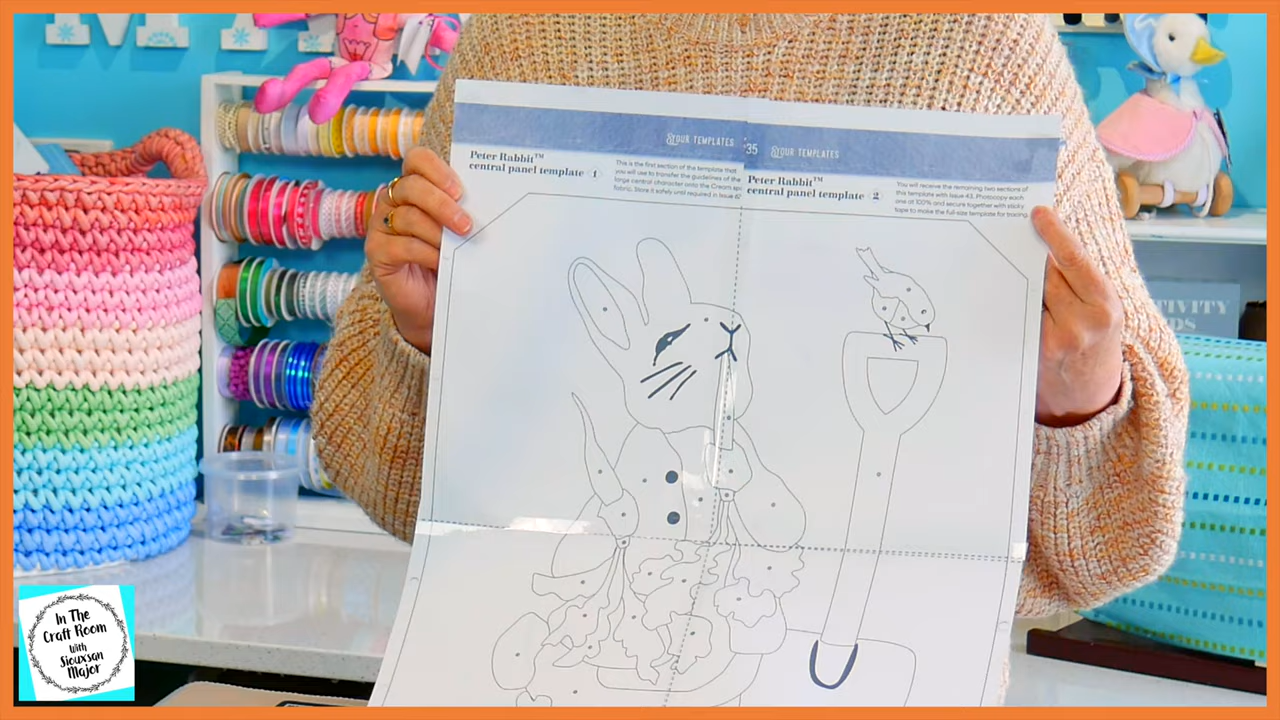 YOUR TEMPLATES
35
YOUR TEMPLATES
Peter Rabbit™
central panel template 1
This is the first section of the template that
you will use to transfer the guidelines of the
large central character onto the Cream
fabric. Store it safely until required in Issue
Peter Rabbit™
central panel template 2
You will receive the remaining two sections of
this template with Issue 43. Photocopy each
one at 100% and secure together with sticky
tape to make the full-size template for tracing.
In The
Craft Room
With
Siouxsan
Major